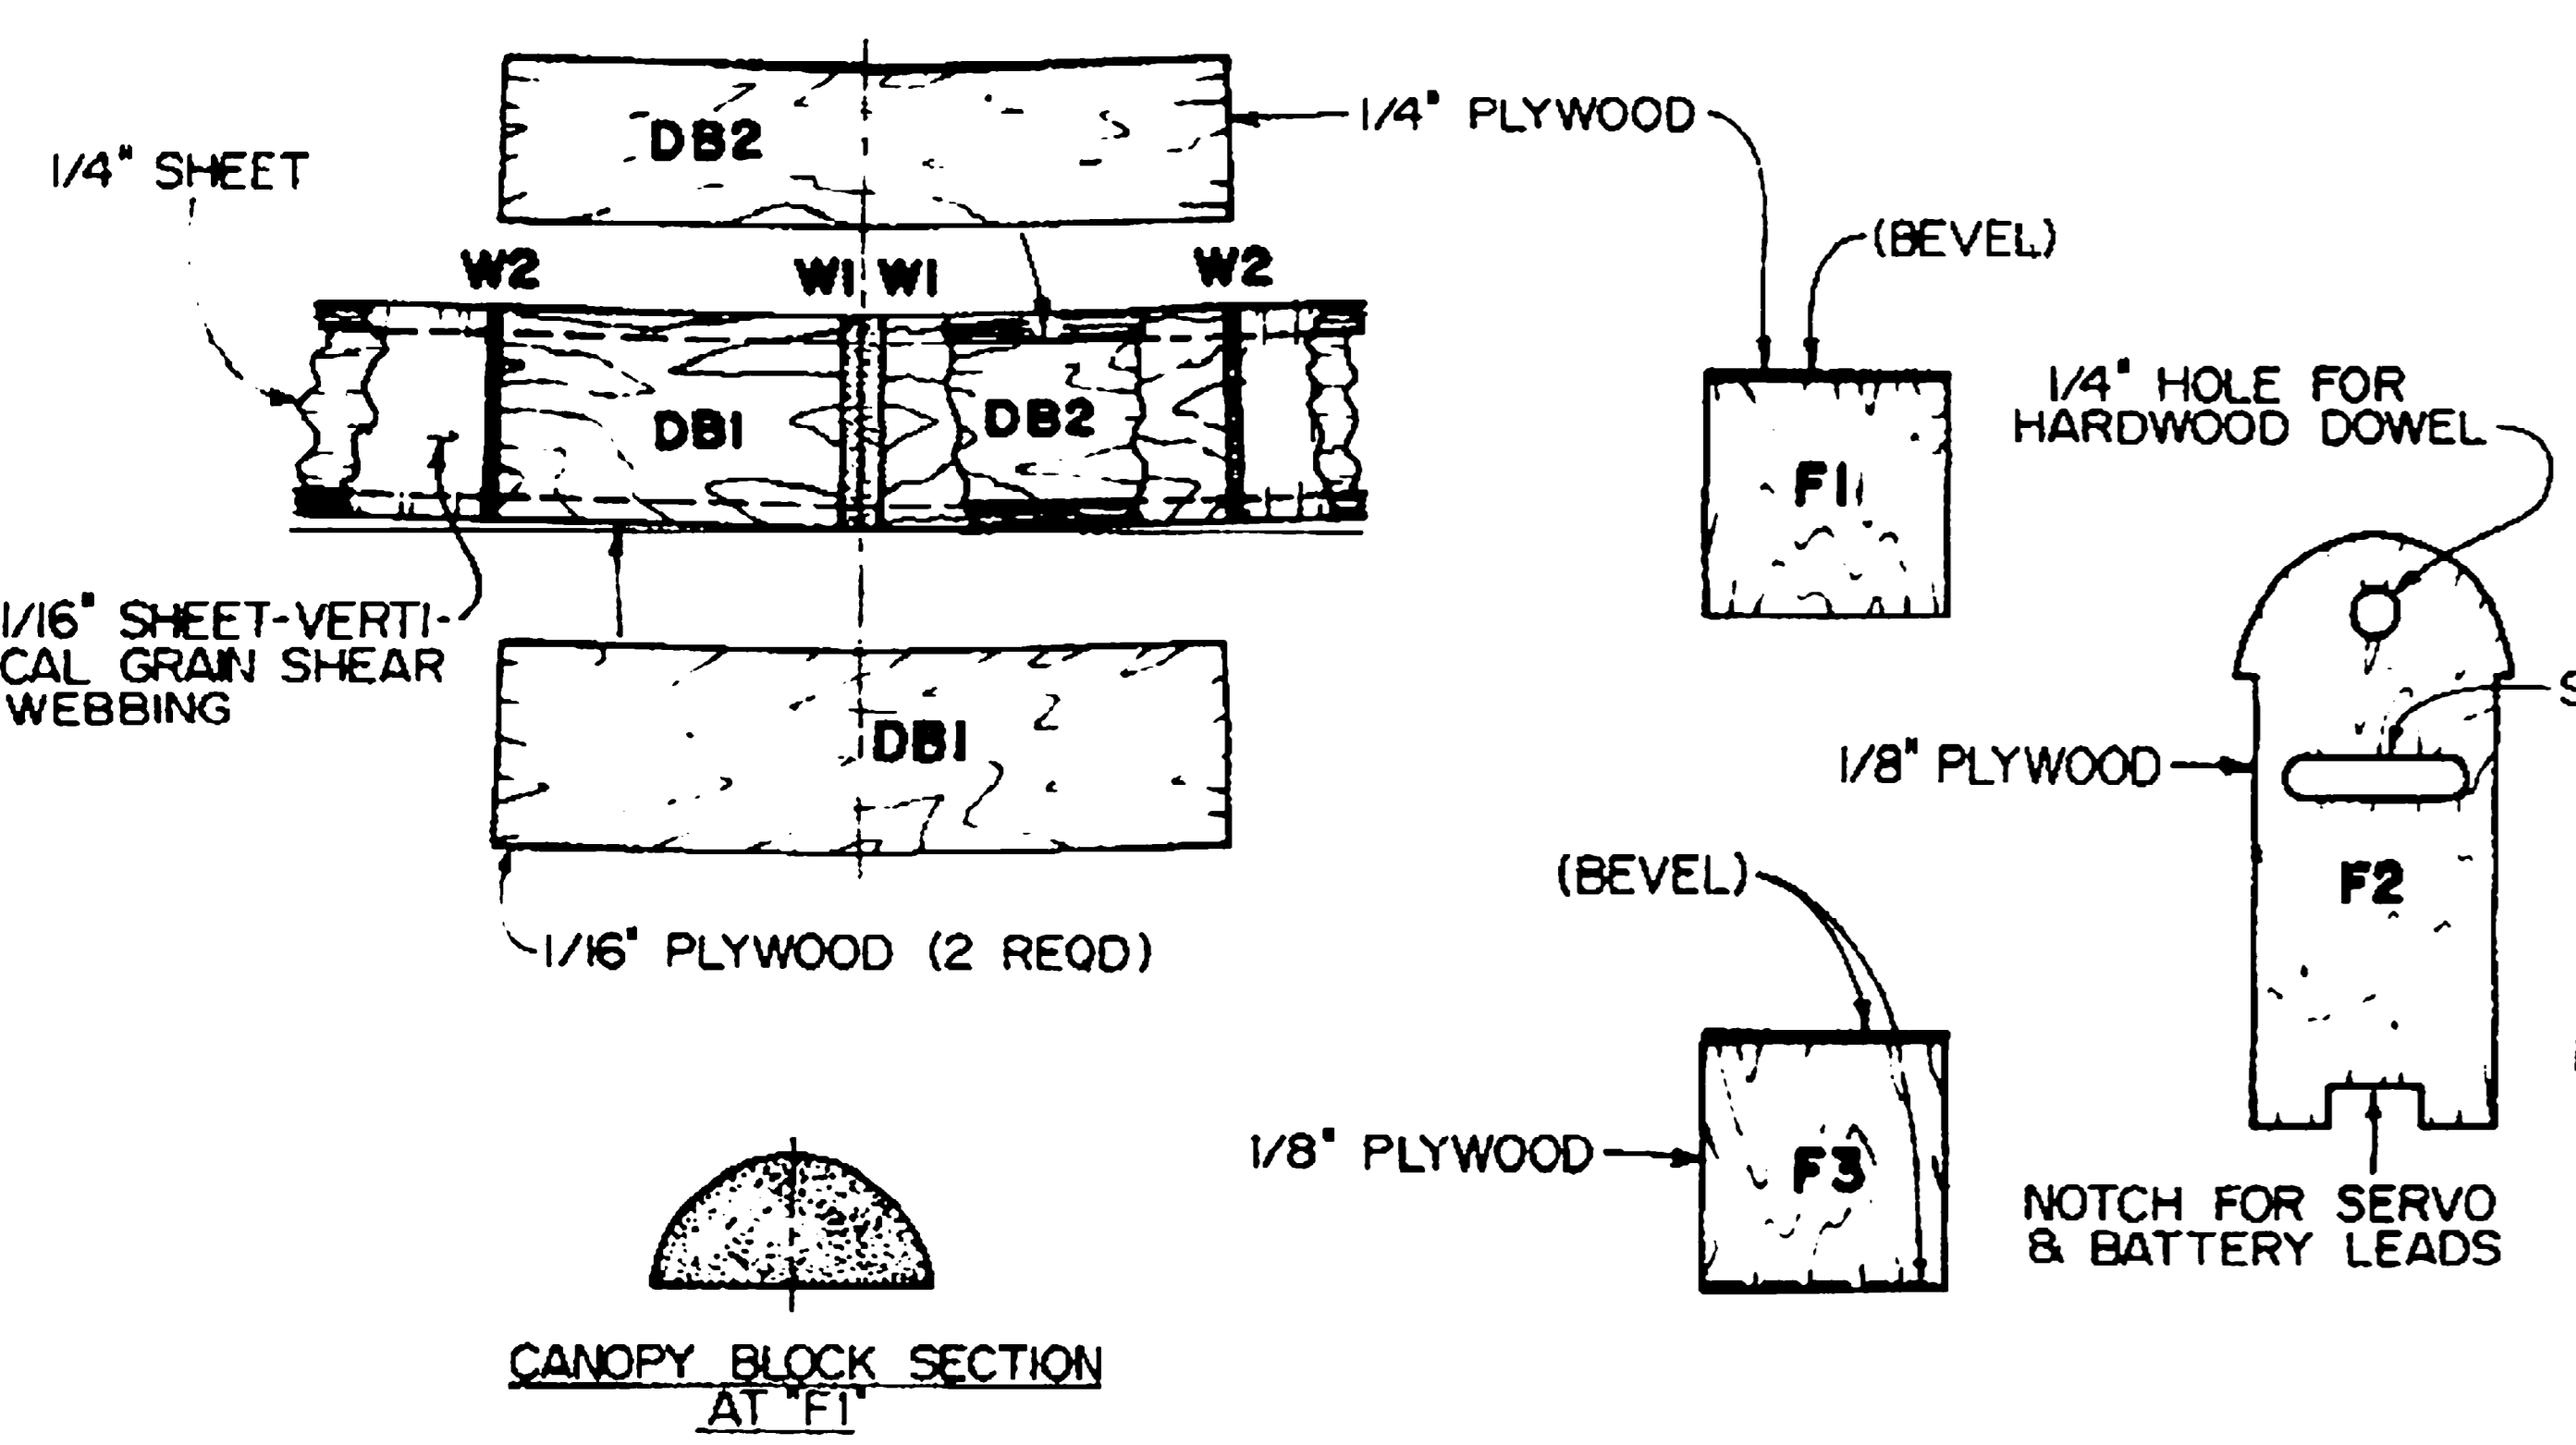 DB2
1/4" PLYWOOD
1/4" SHEET
(BEVEL)
W2
W1
W1
W2
DB1
DB2
F1
1/4" HOLE FOR
HARDWOOD DOWEL
1/16" SHEET-VERTI-
CAL GRAIN SHEAR
WEBBING
DB1
1/8" PLYWOOD
F2
1/16" PLYWOOD (2 REQD)
(BEVEL)
1/8" PLYWOOD
F3
NOTCH FOR SERVO
& BATTERY LEADS
CANOPY BLOCK SECTION
AT "F1"